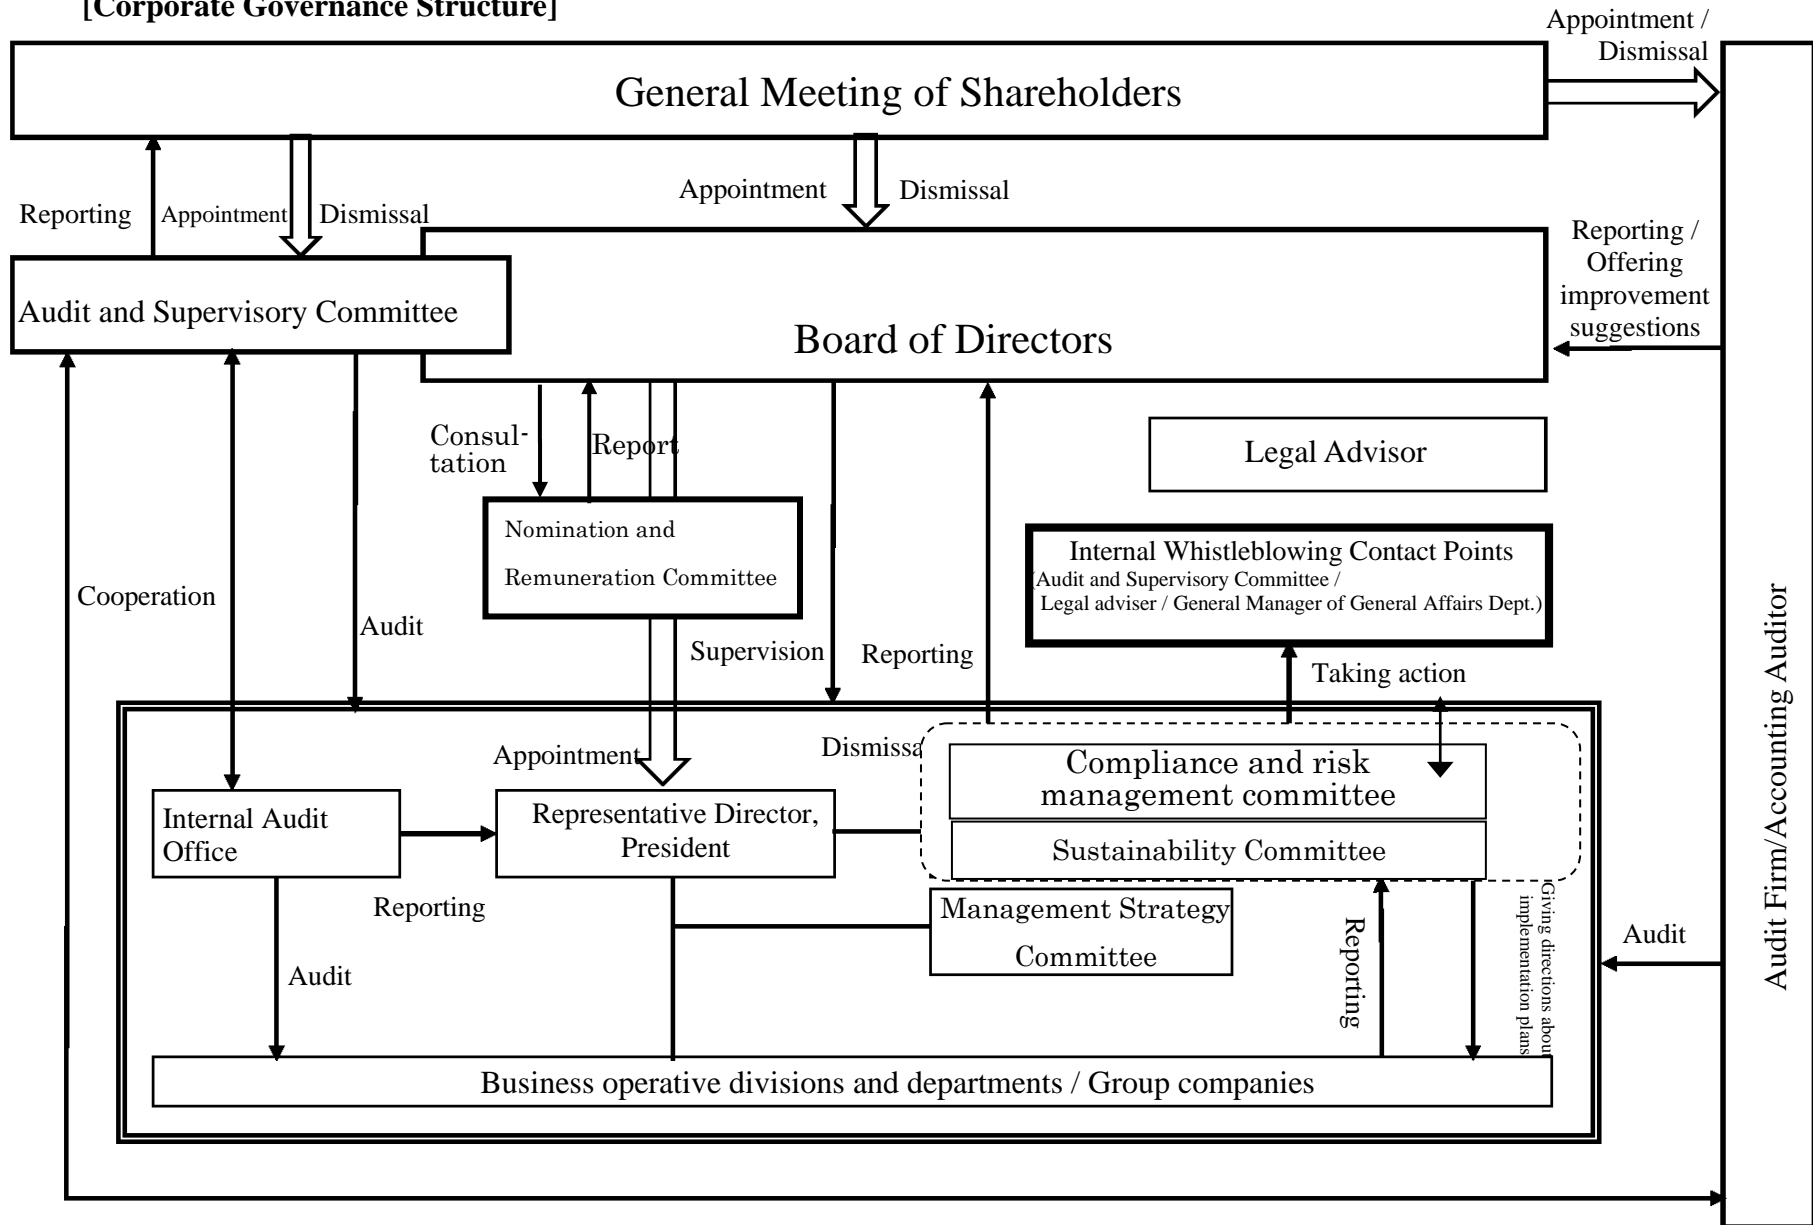 [Corporate Governance Structure]
Appointment /
Dismissal
General Meeting of Shareholders
Reporting
Appointment
Dismissal
Appointment
Dismissal
Reporting /
Offering
improvement
suggestions
Audit and Supervisory Committee
Board of Directors
Consul-
tation
Report
Legal Advisor
Nomination and
Remuneration Committee
Internal Whistleblowing Contact Points
(Audit and Supervisory Committee /
Legal adviser / General Manager of General Affairs Dept.)
Cooperation
Audit
Supervision
Reporting
Taking action
Audit Firm/Accounting Auditor
Appointment
Dismissa
Compliance and risk
management committee
Internal Audit
Office
Representative Director,
President
Sustainability Committee
Reporting
Management Strategy
Committee
Reporting
Giving directions about
implementation plans
Audit
Audit
Business operative divisions and departments / Group companies